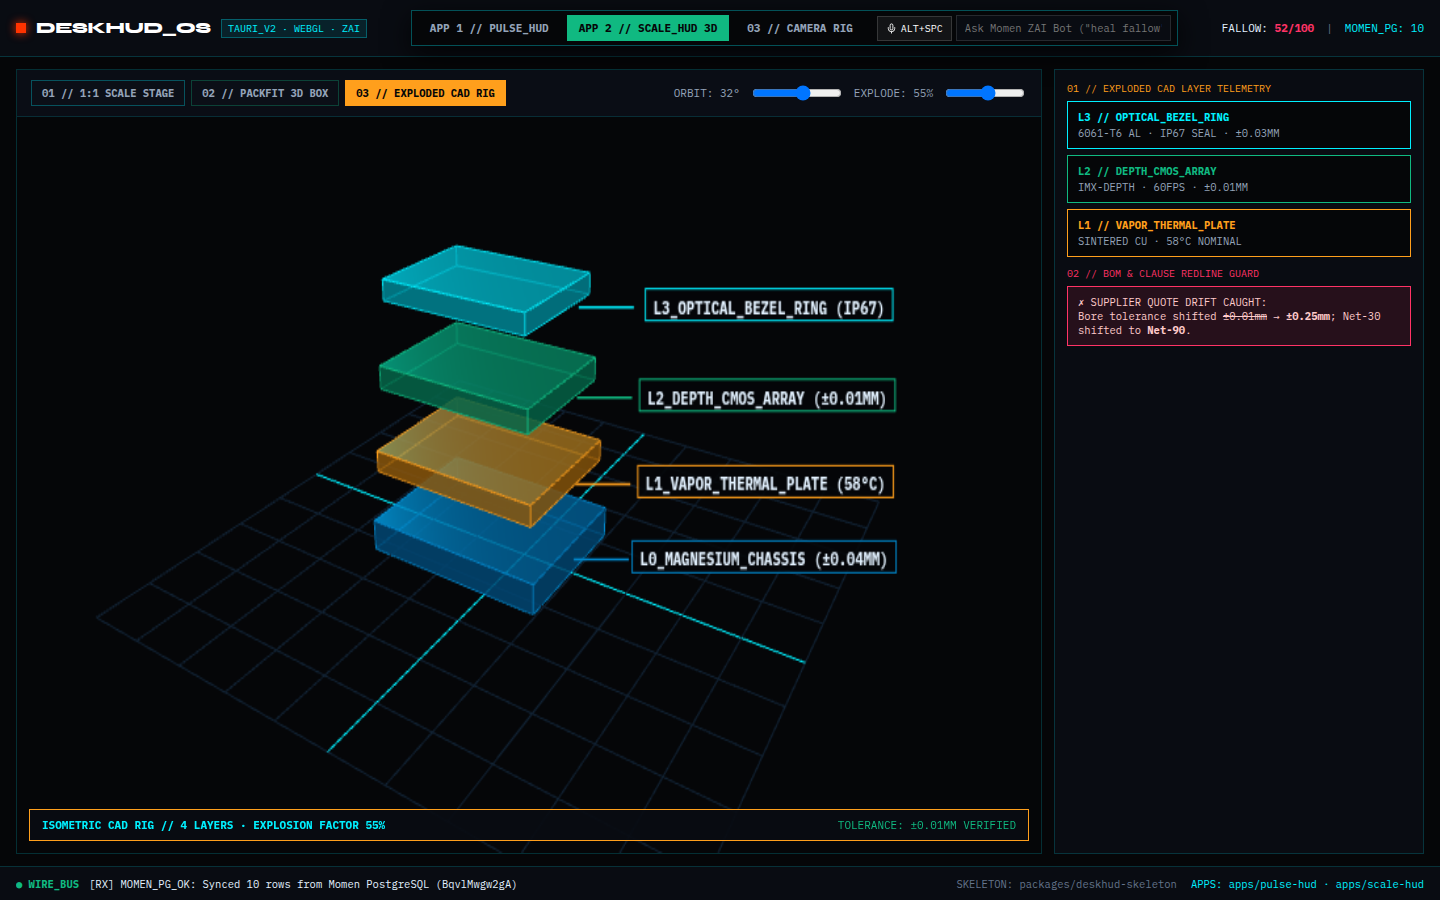 DESKHUD_OS
TAURI_V2 · WEBGL · ZAI
APP 1 // PULSE_HUD
APP 2 // SCALE_HUD 3D
03 // CAMERA RIG
ALT+SPC
Ask Momen ZAI Bot ("heal fallow
FALLOW: 52/100 | MOMEN_PG: 10
01 // 1:1 SCALE STAGE
02 // PACKFIT 3D BOX
03 // EXPLODED CAD RIG
ORBIT: 32°
EXPLODE: 55%
L3_OPTICAL_BEZEL_RING (IP67)
L2_DEPTH_CMOS_ARRAY (±0.01MM)
L1_VAPOR_THERMAL_PLATE (58°C)
L0_MAGNESIUM_CHASSIS (±0.04MM)
ISOMETRIC CAD RIG // 4 LAYERS · EXPLOSION FACTOR 55%
TOLERANCE: ±0.01MM VERIFIED
01 // EXPLODED CAD LAYER TELEMETRY
L3 // OPTICAL_BEZEL_RING
6061-T6 AL · IP67 SEAL · ±0.03MM
L2 // DEPTH_CMOS_ARRAY
IMX-DEPTH · 60FPS · ±0.01MM
L1 // VAPOR_THERMAL_PLATE
SINTERED CU · 58°C NOMINAL
02 // BOM & CLAUSE REDLINE GUARD
✗ SUPPLIER QUOTE DRIFT CAUGHT:
Bore tolerance shifted ±0.01mm → ±0.25mm; Net-30
shifted to Net-90.
● WIRE_BUS
[RX] MOMEN_PG_OK: Synced 10 rows from Momen PostgreSQL (BqvlMwgw2gA)
SKELETON: packages/deskhud-skeleton
APPS: apps/pulse-hud · apps/scale-hud